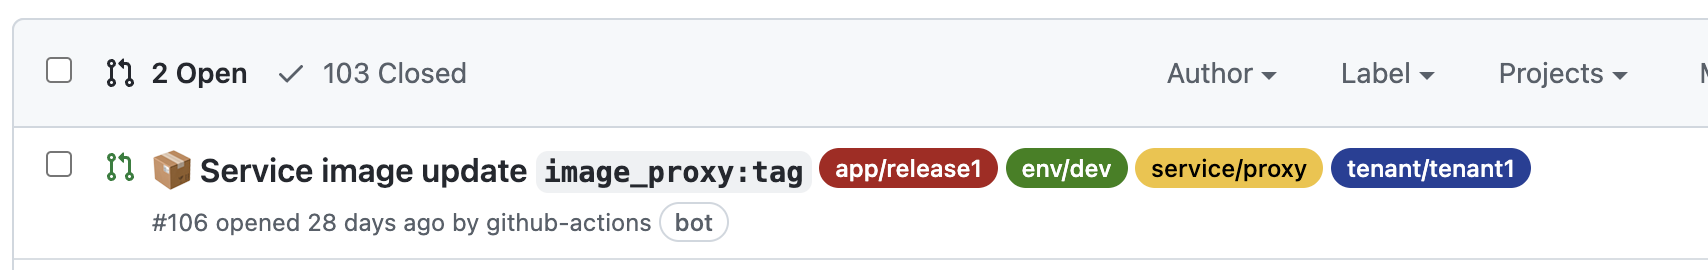 2 Open 103 Closed Author Label Projects
Service image update image_proxy:tag app/release1 env/dev service/proxy tenant/tenant1
#106 opened 28 days ago by github-actions bot